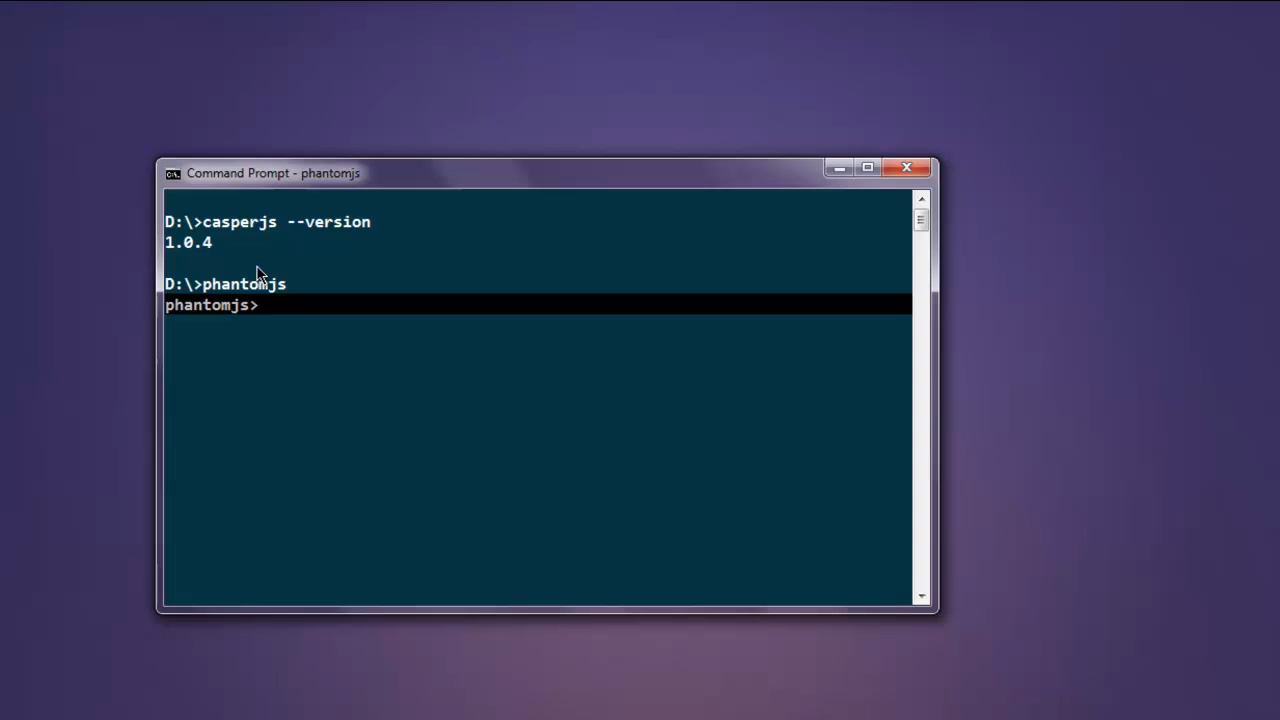 Command Prompt - phantomjs
D:\>casperjs --version
1.0.4
D:\>phantomjs
phantomjs>